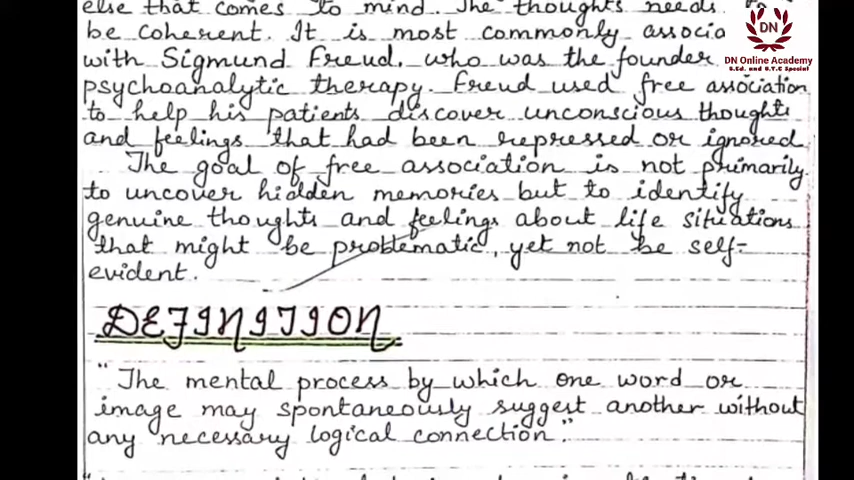 else that comes to mind. The thoughts needs
be coherent. It is most commonly associa
with Sigmund Freud. who was the founder
psychoanalytic therapy. Freud used free association
to help his patients discover unconscious thoughts
and feelings that had been repressed or ignored
The goal of free association is not primarily
to uncover hidden memories but to identify
genuine thoughts and feelings about life situations
that might be problematic, yet not be self-
evident.
DEFINITION
"The mental process by which one word or
image may spontaneously suggest another without
any necessary logical connection"
DN
DN Online Academy
B.Ed. and B.T.C Special